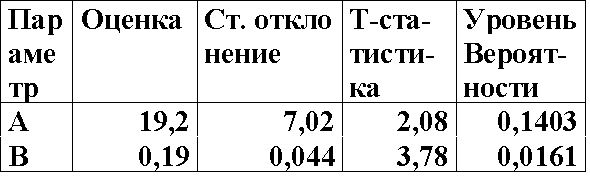 Пар Оценка Ст. откло Т-ста- Уровень
аме нение тисти- Вероят-
тр ка ности
А 19,2 7,02 2,08 0,1403
В 0,19 0,044 3,78 0,0161